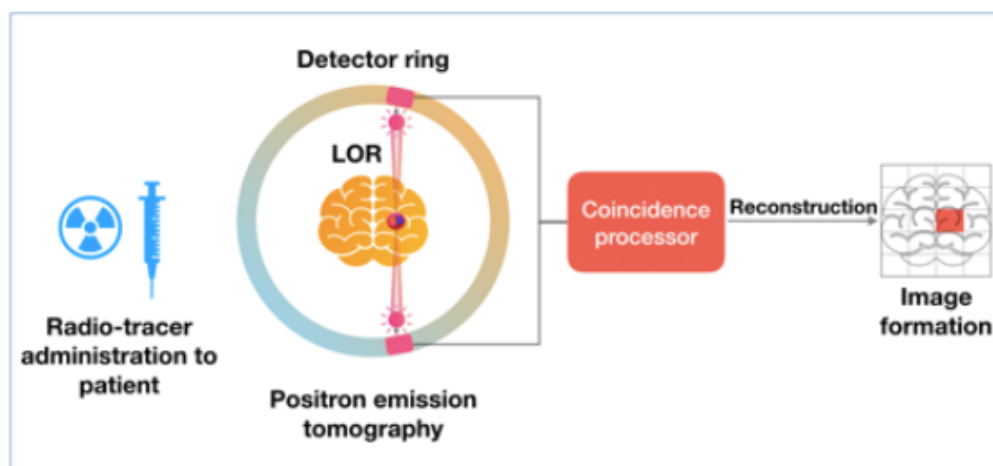 Detector ring
LOR
Radio-tracer
administration to
patient
Positron emission
tomography
Coincidence
processor
Reconstruction
Image
formation